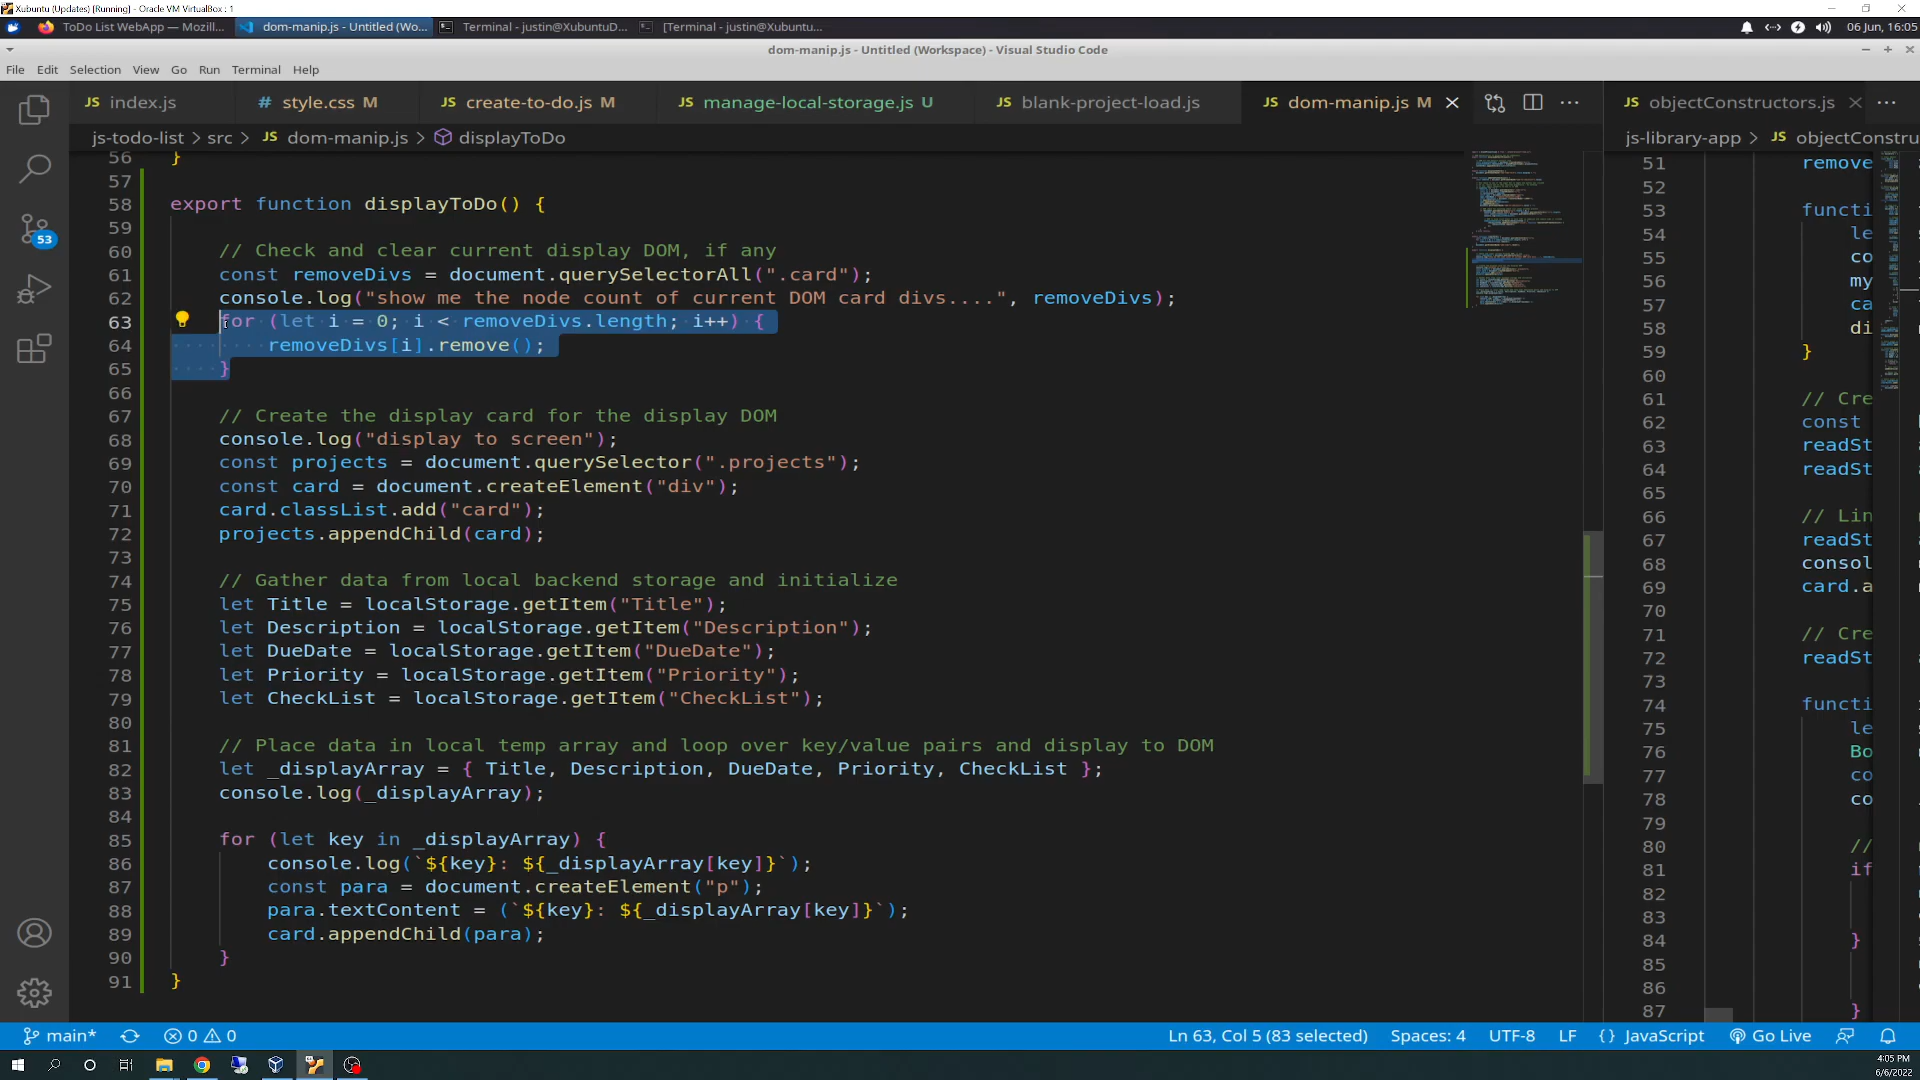 Xubuntu (Updates) [Running] - Oracle VM VirtualBox : 1
ToDo List WebApp — Mozill...
dom-manip.js - Untitled (Wo...
Terminal - justin@XubuntuD...
[Terminal - justin@Xubuntu...
06 Jun, 16:05
dom-manip.js - Untitled (Workspace) - Visual Studio Code
File Edit Selection View Go Run Terminal Help
JS index.js
# style.css M
JS create-to-do.js M
JS manage-local-storage.js U
JS blank-project-load.js
JS dom-manip.js M
JS objectConstructors.js
js-todo-list > src > JS dom-manip.js > displayToDo
js-library-app > JS objectConstru
56 }
57
58 export function displayToDo() {
59
60 // Check and clear current display DOM, if any
61 const removeDivs = document.querySelectorAll(".card");
62 console.log("show me the node count of current DOM card divs....", removeDivs);
63 for (let i = 0; i < removeDivs.length; i++) {
64 removeDivs[i].remove();
65 }
66
67 // Create the display card for the display DOM
68 console.log("display to screen");
69 const projects = document.querySelector(".projects");
70 const card = document.createElement("div");
71 card.classList.add("card");
72 projects.appendChild(card);
73
74 // Gather data from local backend storage and initialize
75 let Title = localStorage.getItem("Title");
76 let Description = localStorage.getItem("Description");
77 let DueDate = localStorage.getItem("DueDate");
78 let Priority = localStorage.getItem("Priority");
79 let CheckList = localStorage.getItem("CheckList");
80
81 // Place data in local temp array and loop over key/value pairs and display to DOM
82 let _displayArray = { Title, Description, DueDate, Priority, CheckList };
83 console.log(_displayArray);
84
85 for (let key in _displayArray) {
86 console.log(`${key}: ${_displayArray[key]}`);
87 const para = document.createElement("p");
88 para.textContent = (`${key}: ${_displayArray[key]}`);
89 card.appendChild(para);
90 }
91 }
51 remove
52
53 functi
54 le
55 co
56 my
57 ca
58 di
59 }
60
61 // Cre
62 const
63 readSt
64 readSt
65
66 // Lin
67 readSt
68 consol
69 card.a
70
71 // Cre
72 readSt
73
74 functi
75 le
76 Bo
77 co
78 co
79
80 //
81 if
82
83
84 }
85
86
87 }
53
main* 0 0
Ln 63, Col 5 (83 selected) Spaces: 4 UTF-8 LF {} JavaScript Go Live
4:05 PM
6/6/2022